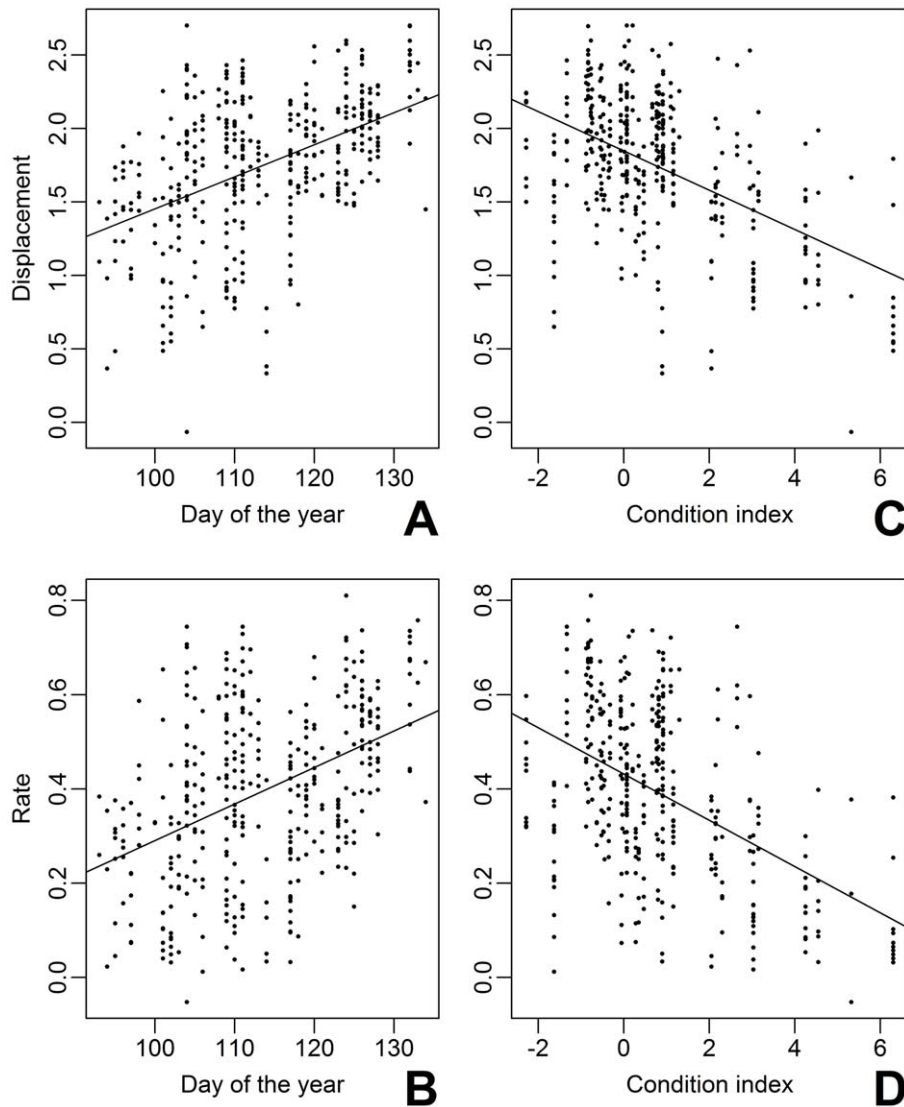 Displacement
0.0 0.5 1.0 1.5 2.0 2.5
100 110 120 130
Day of the year
A
0.0 0.5 1.0 1.5 2.0 2.5
-2 0 2 4 6
Condition index
C
Rate
0.0 0.2 0.4 0.6 0.8
100 110 120 130
Day of the year
B
0.0 0.2 0.4 0.6 0.8
-2 0 2 4 6
Condition index
D